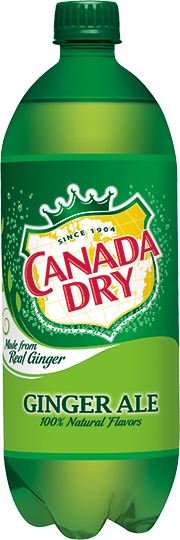 SINCE 1904
CANADA
DRY
Made from
Real Ginger
GINGER ALE
100% Natural Flavors